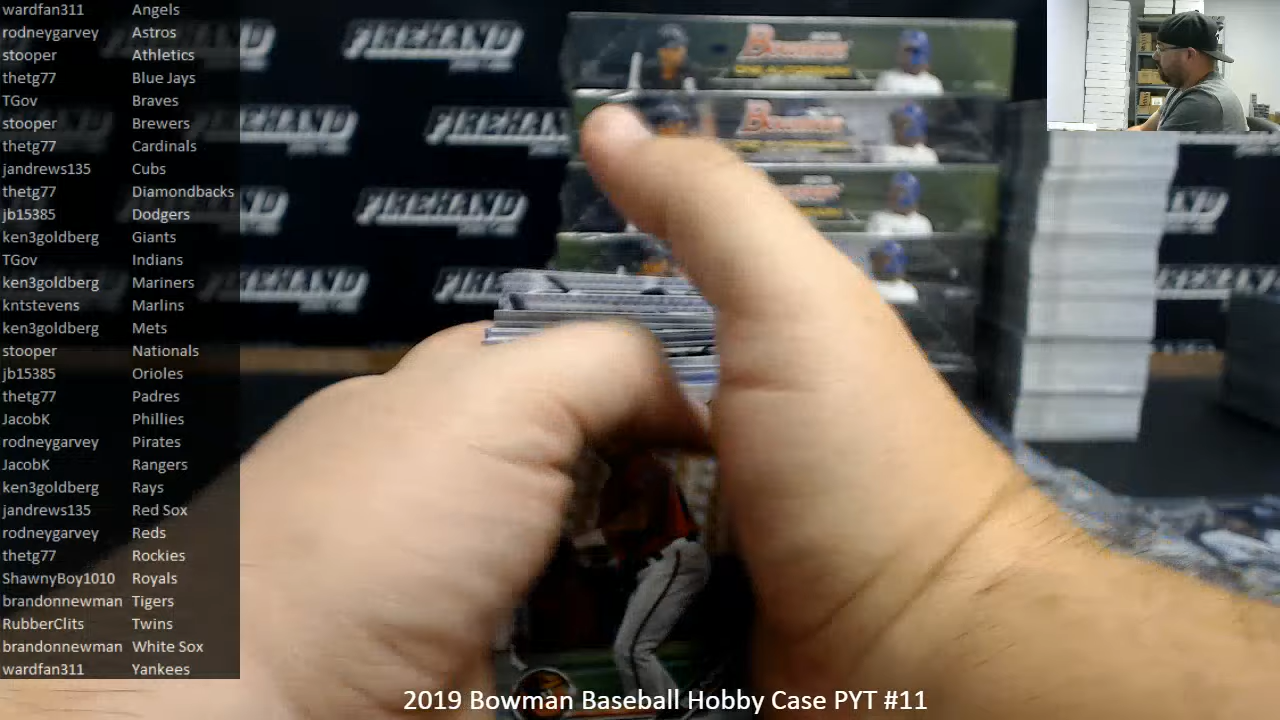 wardfan311 Angels
rodneygarvey Astros
stooper Athletics
thetg77 Blue Jays
TGov Braves
stooper Brewers
thetg77 Cardinals
jandrews135 Cubs
thetg77 Diamondbacks
jb15385 Dodgers
ken3goldberg Giants
TGov Indians
ken3goldberg Mariners
kntstevens Marlins
ken3goldberg Mets
stooper Nationals
jb15385 Orioles
thetg77 Padres
JacobK Phillies
rodneygarvey Pirates
JacobK Rangers
ken3goldberg Rays
jandrews135 Red Sox
rodneygarvey Reds
thetg77 Rockies
ShawnyBoy1010 Royals
brandonnewman Tigers
RubberClits Twins
brandonnewman White Sox
wardfan311 Yankees
FIREHAND
FIREHAN
FIREHAND
Bowman
Bowman
2019 Bowman Baseball Hobby Case PYT #11